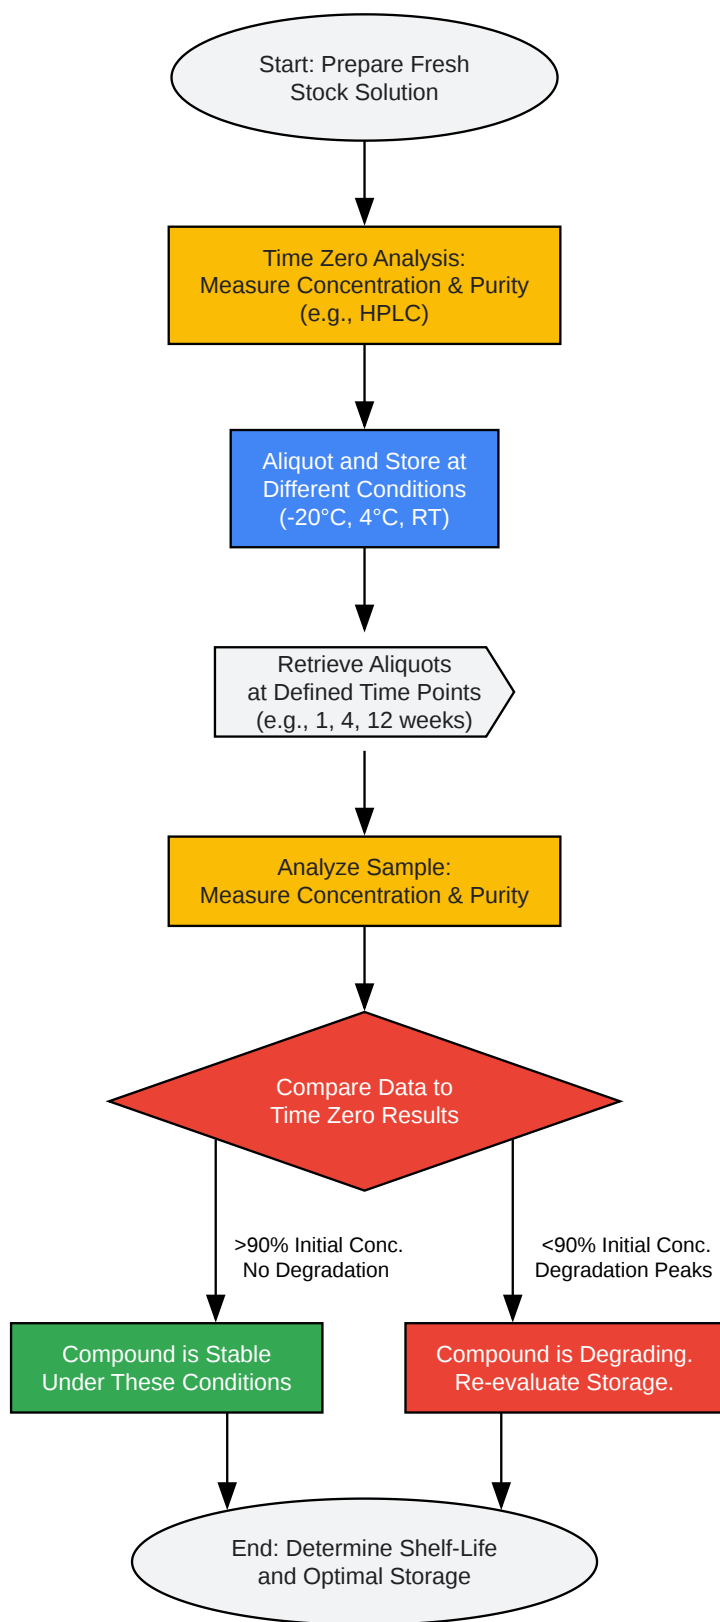 Start: Prepare Fresh
Stock Solution
Time Zero Analysis:
Measure Concentration & Purity
(e.g., HPLC)
Aliquot and Store at
Different Conditions
(-20°C, 4°C, RT)
Retrieve Aliquots
at Defined Time Points
(e.g., 1, 4, 12 weeks)
Analyze Sample:
Measure Concentration & Purity
Compare Data to
Time Zero Results
>90% Initial Conc.
No Degradation
<90% Initial Conc.
Degradation Peaks
Compound is Stable
Under These Conditions
Compound is Degrading.
Re-evaluate Storage.
End: Determine Shelf-Life
and Optimal Storage